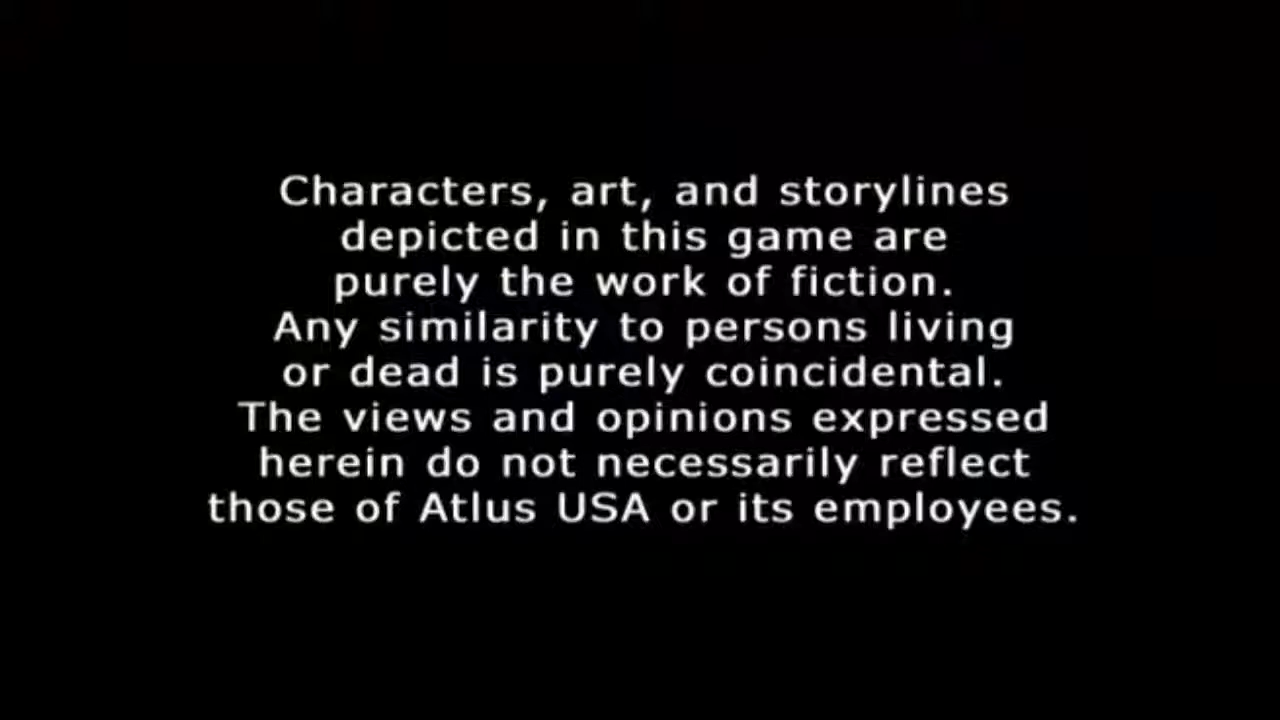 Characters, art, and storylines
depicted in this game are
purely the work of fiction.
Any similarity to persons living
or dead is purely coincidental.
The views and opinions expressed
herein do not necessarily reflect
those of Atlus USA or its employees.